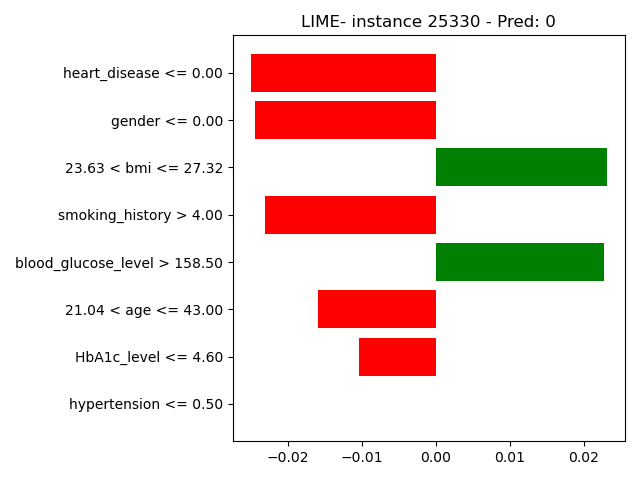 LIME- instance 25330 - Pred: 0
heart_disease <= 0.00
gender <= 0.00
23.63 < bmi <= 27.32
smoking_history > 4.00
blood_glucose_level > 158.50
21.04 < age <= 43.00
HbA1c_level <= 4.60
hypertension <= 0.50
−0.02 −0.01 0.00 0.01 0.02